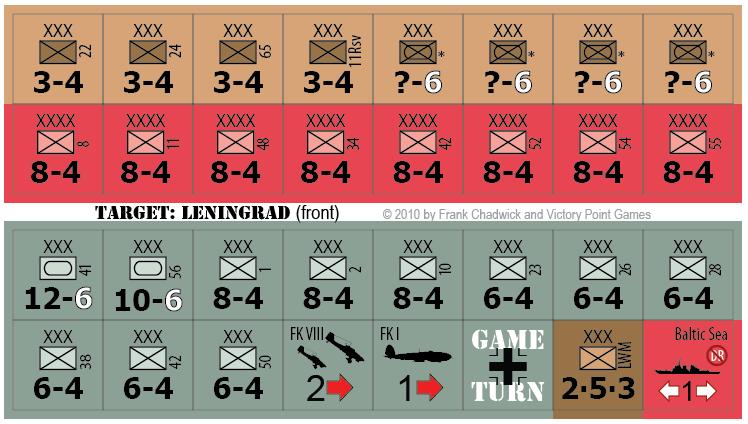 XXX XXX XXX XXX XXX XXX XXX XXX
22 24 65 11Rsv * * * *
3-4 3-4 3-4 3-4 ?-6 ?-6 ?-6 ?-6
XXXX XXXX XXXX XXXX XXXX XXXX XXXX XXXX
8 11 48 34 42 52 54 55
8-4 8-4 8-4 8-4 8-4 8-4 8-4 8-4
TARGET: LENINGRAD (front) © 2010 by Frank Chadwick and Victory Point Games
XXX XXX XXX XXX XXX XXX XXX XXX
41 56 1 2 10 23 26 28
12-6 10-6 8-4 8-4 8-4 6-4 6-4 6-4
XXX XXX XXX FK VIII FK I GAME XXX Baltic Sea
38 42 50 LWM DR
6-4 6-4 6-4 2 1 TURN 2·5·3 1